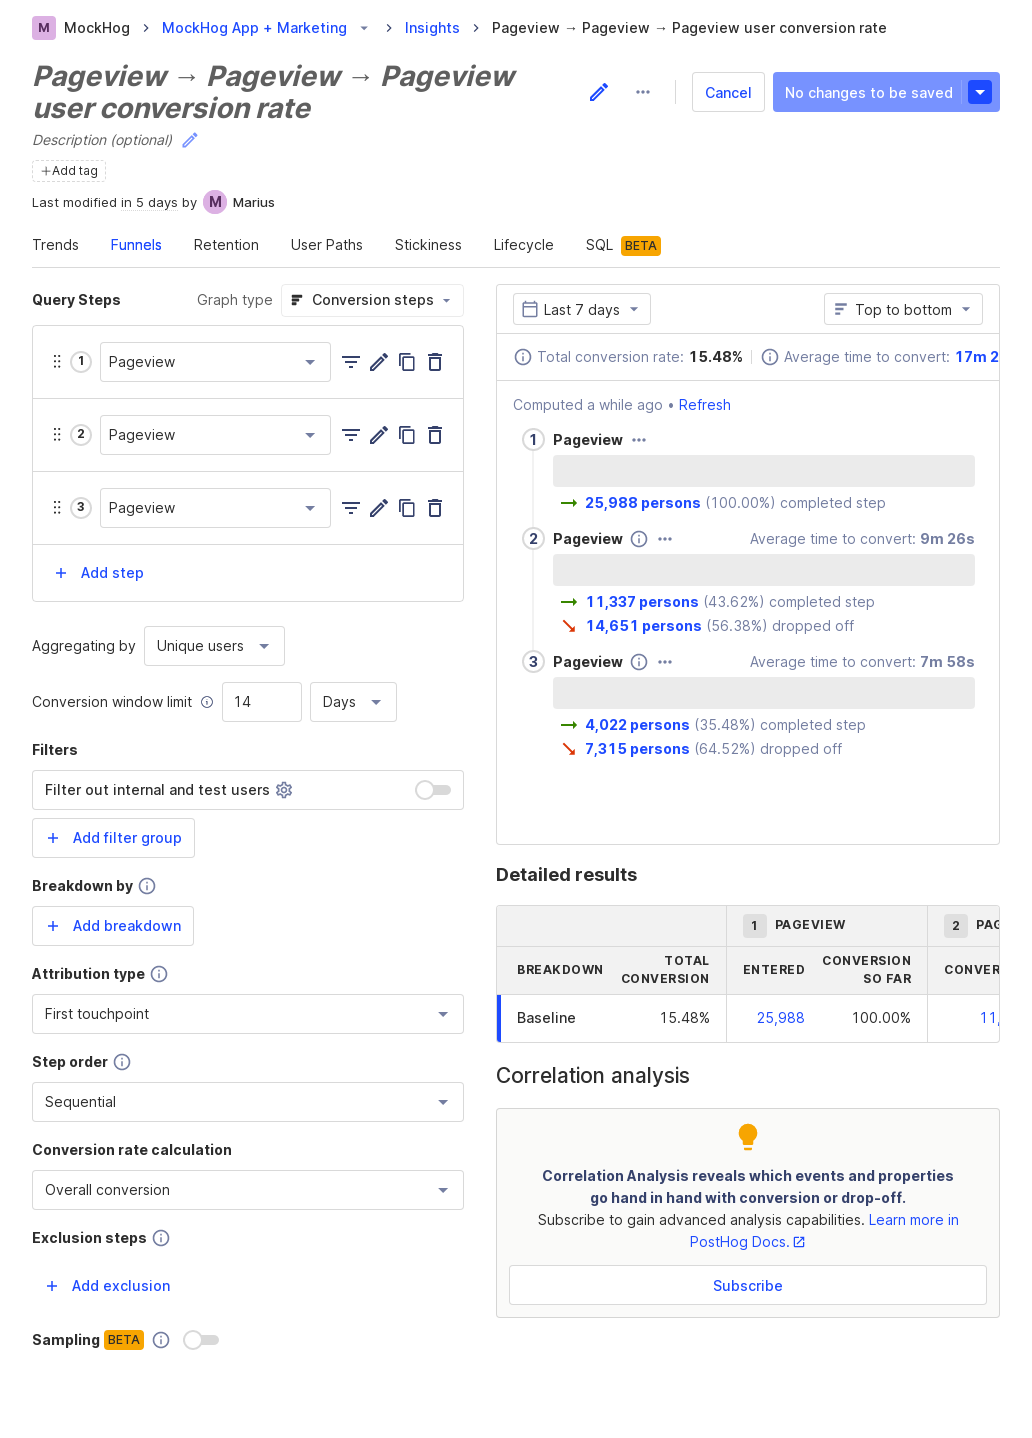 M MockHog MockHog App + Marketing Insights Pageview → Pageview → Pageview user conversion rate
Pageview → Pageview → Pageview
user conversion rate
Cancel
No changes to be saved
Description (optional)
Add tag
Last modified in 5 days by M Marius
Trends Funnels Retention User Paths Stickiness Lifecycle SQL BETA
Query Steps
Graph type Conversion steps
1 Pageview
2 Pageview
3 Pageview
Add step
Aggregating by Unique users
Conversion window limit 14 Days
Filters
Filter out internal and test users
Add filter group
Breakdown by
Add breakdown
Attribution type
First touchpoint
Step order
Sequential
Conversion rate calculation
Overall conversion
Exclusion steps
Add exclusion
Sampling BETA
Last 7 days
Top to bottom
Total conversion rate: 15.48% Average time to convert: 17m 2
Computed a while ago • Refresh
1 Pageview
25,988 persons (100.00%) completed step
2 Pageview Average time to convert: 9m 26s
11,337 persons (43.62%) completed step
14,651 persons (56.38%) dropped off
3 Pageview Average time to convert: 7m 58s
4,022 persons (35.48%) completed step
7,315 persons (64.52%) dropped off
Detailed results
1 PAGEVIEW 2 PAG
BREAKDOWN TOTAL CONVERSION ENTERED CONVERSION SO FAR CONVER
Baseline 15.48% 25,988 100.00% 11,
Correlation analysis
Correlation Analysis reveals which events and properties
go hand in hand with conversion or drop-off.
Subscribe to gain advanced analysis capabilities. Learn more in
PostHog Docs.
Subscribe